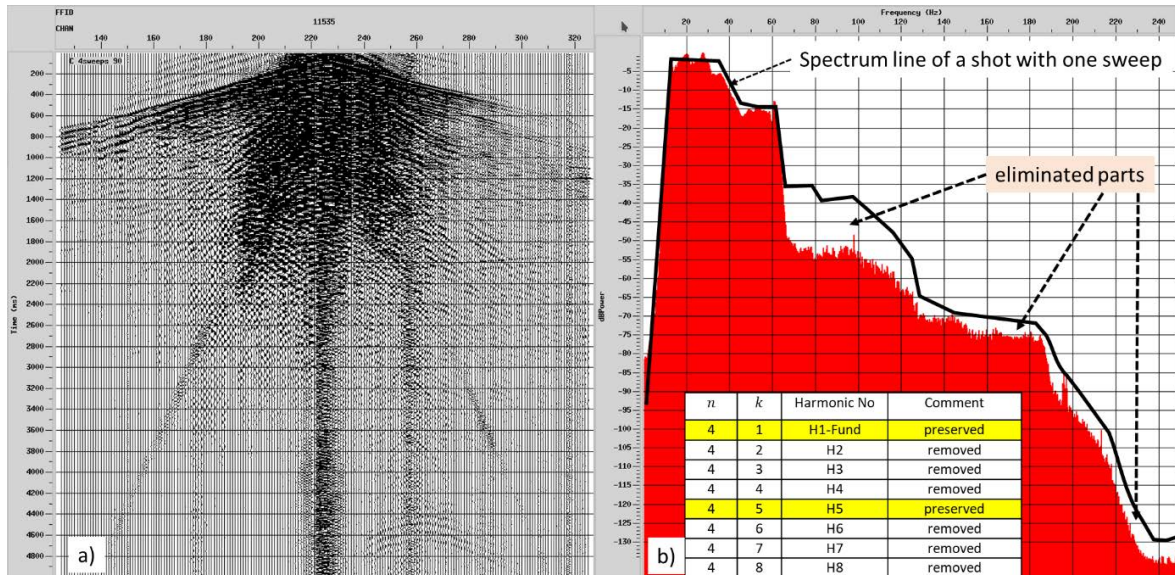 FFID 11535
CHAN 140 160 180 200 220 240 260 280 300 320
C 4sweeps 90
Time (ms)
200
400
600
800
1000
1200
1400
1600
1800
2000
2200
2400
2600
2800
3000
3200
3400
3600
3800
4000
4200
4400
4600
4800
a)
Frequency (Hz)
20 40 60 80 100 120 140 160 180 200 220 240
dBPower
-5
-10
-15
-20
-25
-30
-35
-40
-45
-50
-55
-60
-65
-70
-75
-80
-85
-90
-95
-100
-105
-110
-115
-120
-125
-130
Spectrum line of a shot with one sweep
eliminated parts
n k Harmonic No Comment
4 1 H1-Fund preserved
4 2 H2 removed
4 3 H3 removed
4 4 H4 removed
4 5 H5 preserved
4 6 H6 removed
4 7 H7 removed
4 8 H8 removed
b)